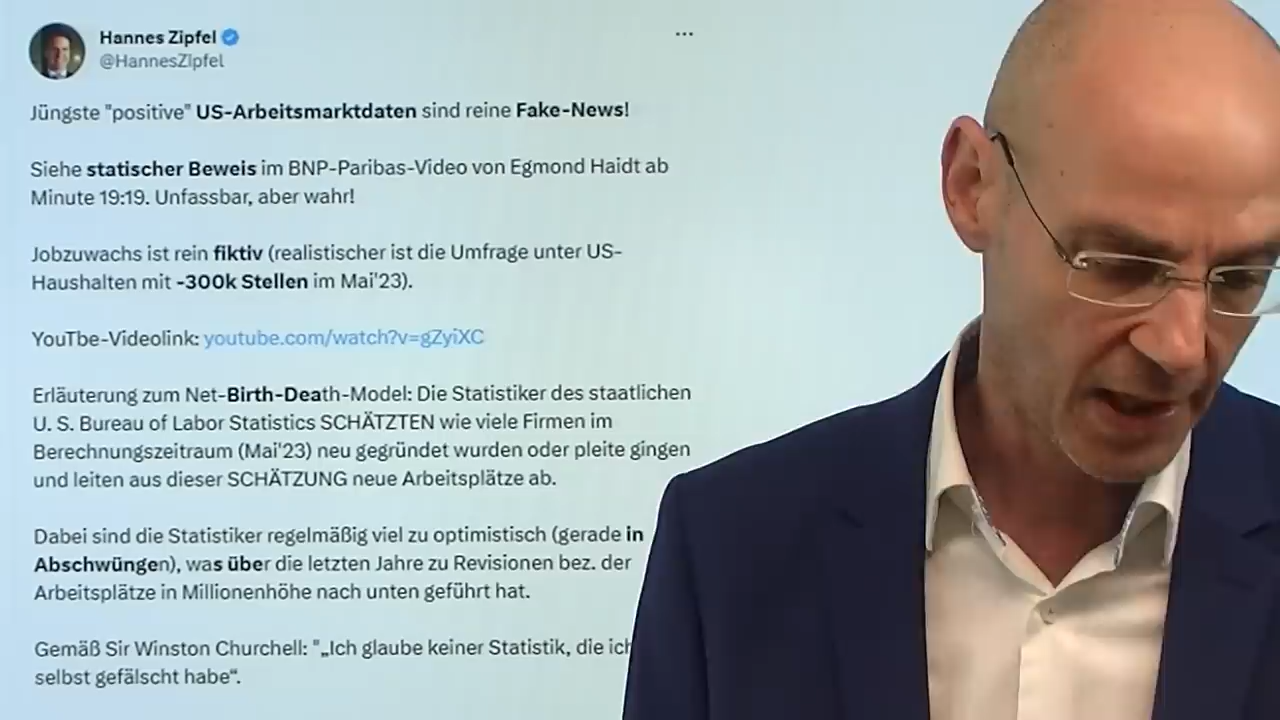 Hannes Zipfel
@HannesZipfel
Jüngste "positive" US-Arbeitsmarktdaten sind reine Fake-News!
Siehe statischer Beweis im BNP-Paribas-Video von Egmond Haidt ab
Minute 19:19. Unfassbar, aber wahr!
Jobzuwachs ist rein fiktiv (realistischer ist die Umfrage unter US-
Haushalten mit -300k Stellen im Mai'23).
YouTbe-Videolink: youtube.com/watch?v=gZyiXC
Erläuterung zum Net-Birth-Death-Model: Die Statistiker des staatlichen
U. S. Bureau of Labor Statistics SCHÄTZTEN wie viele Firmen im
Berechnungszeitraum (Mai'23) neu gegründet wurden oder pleite gingen
und leiten aus dieser SCHÄTZUNG neue Arbeitsplätze ab.
Dabei sind die Statistiker regelmäßig viel zu optimistisch (gerade in
Abschwüngen), was über die letzten Jahre zu Revisionen bez. der
Arbeitsplätze in Millionenhöhe nach unten geführt hat.
Gemäß Sir Winston Churchell: "„Ich glaube keiner Statistik, die ich
selbst gefälscht habe“.